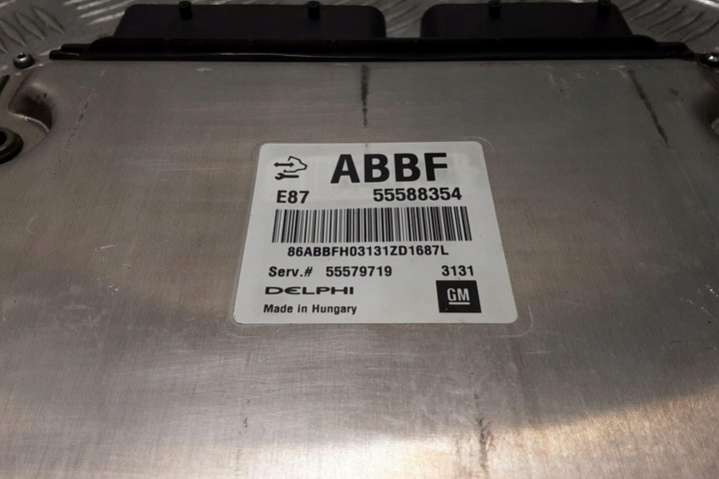 ABBF
E87 55588354
86ABBFH03131ZD1687L
Serv.# 55579719 3131
DELPHI GM
Made in Hungary